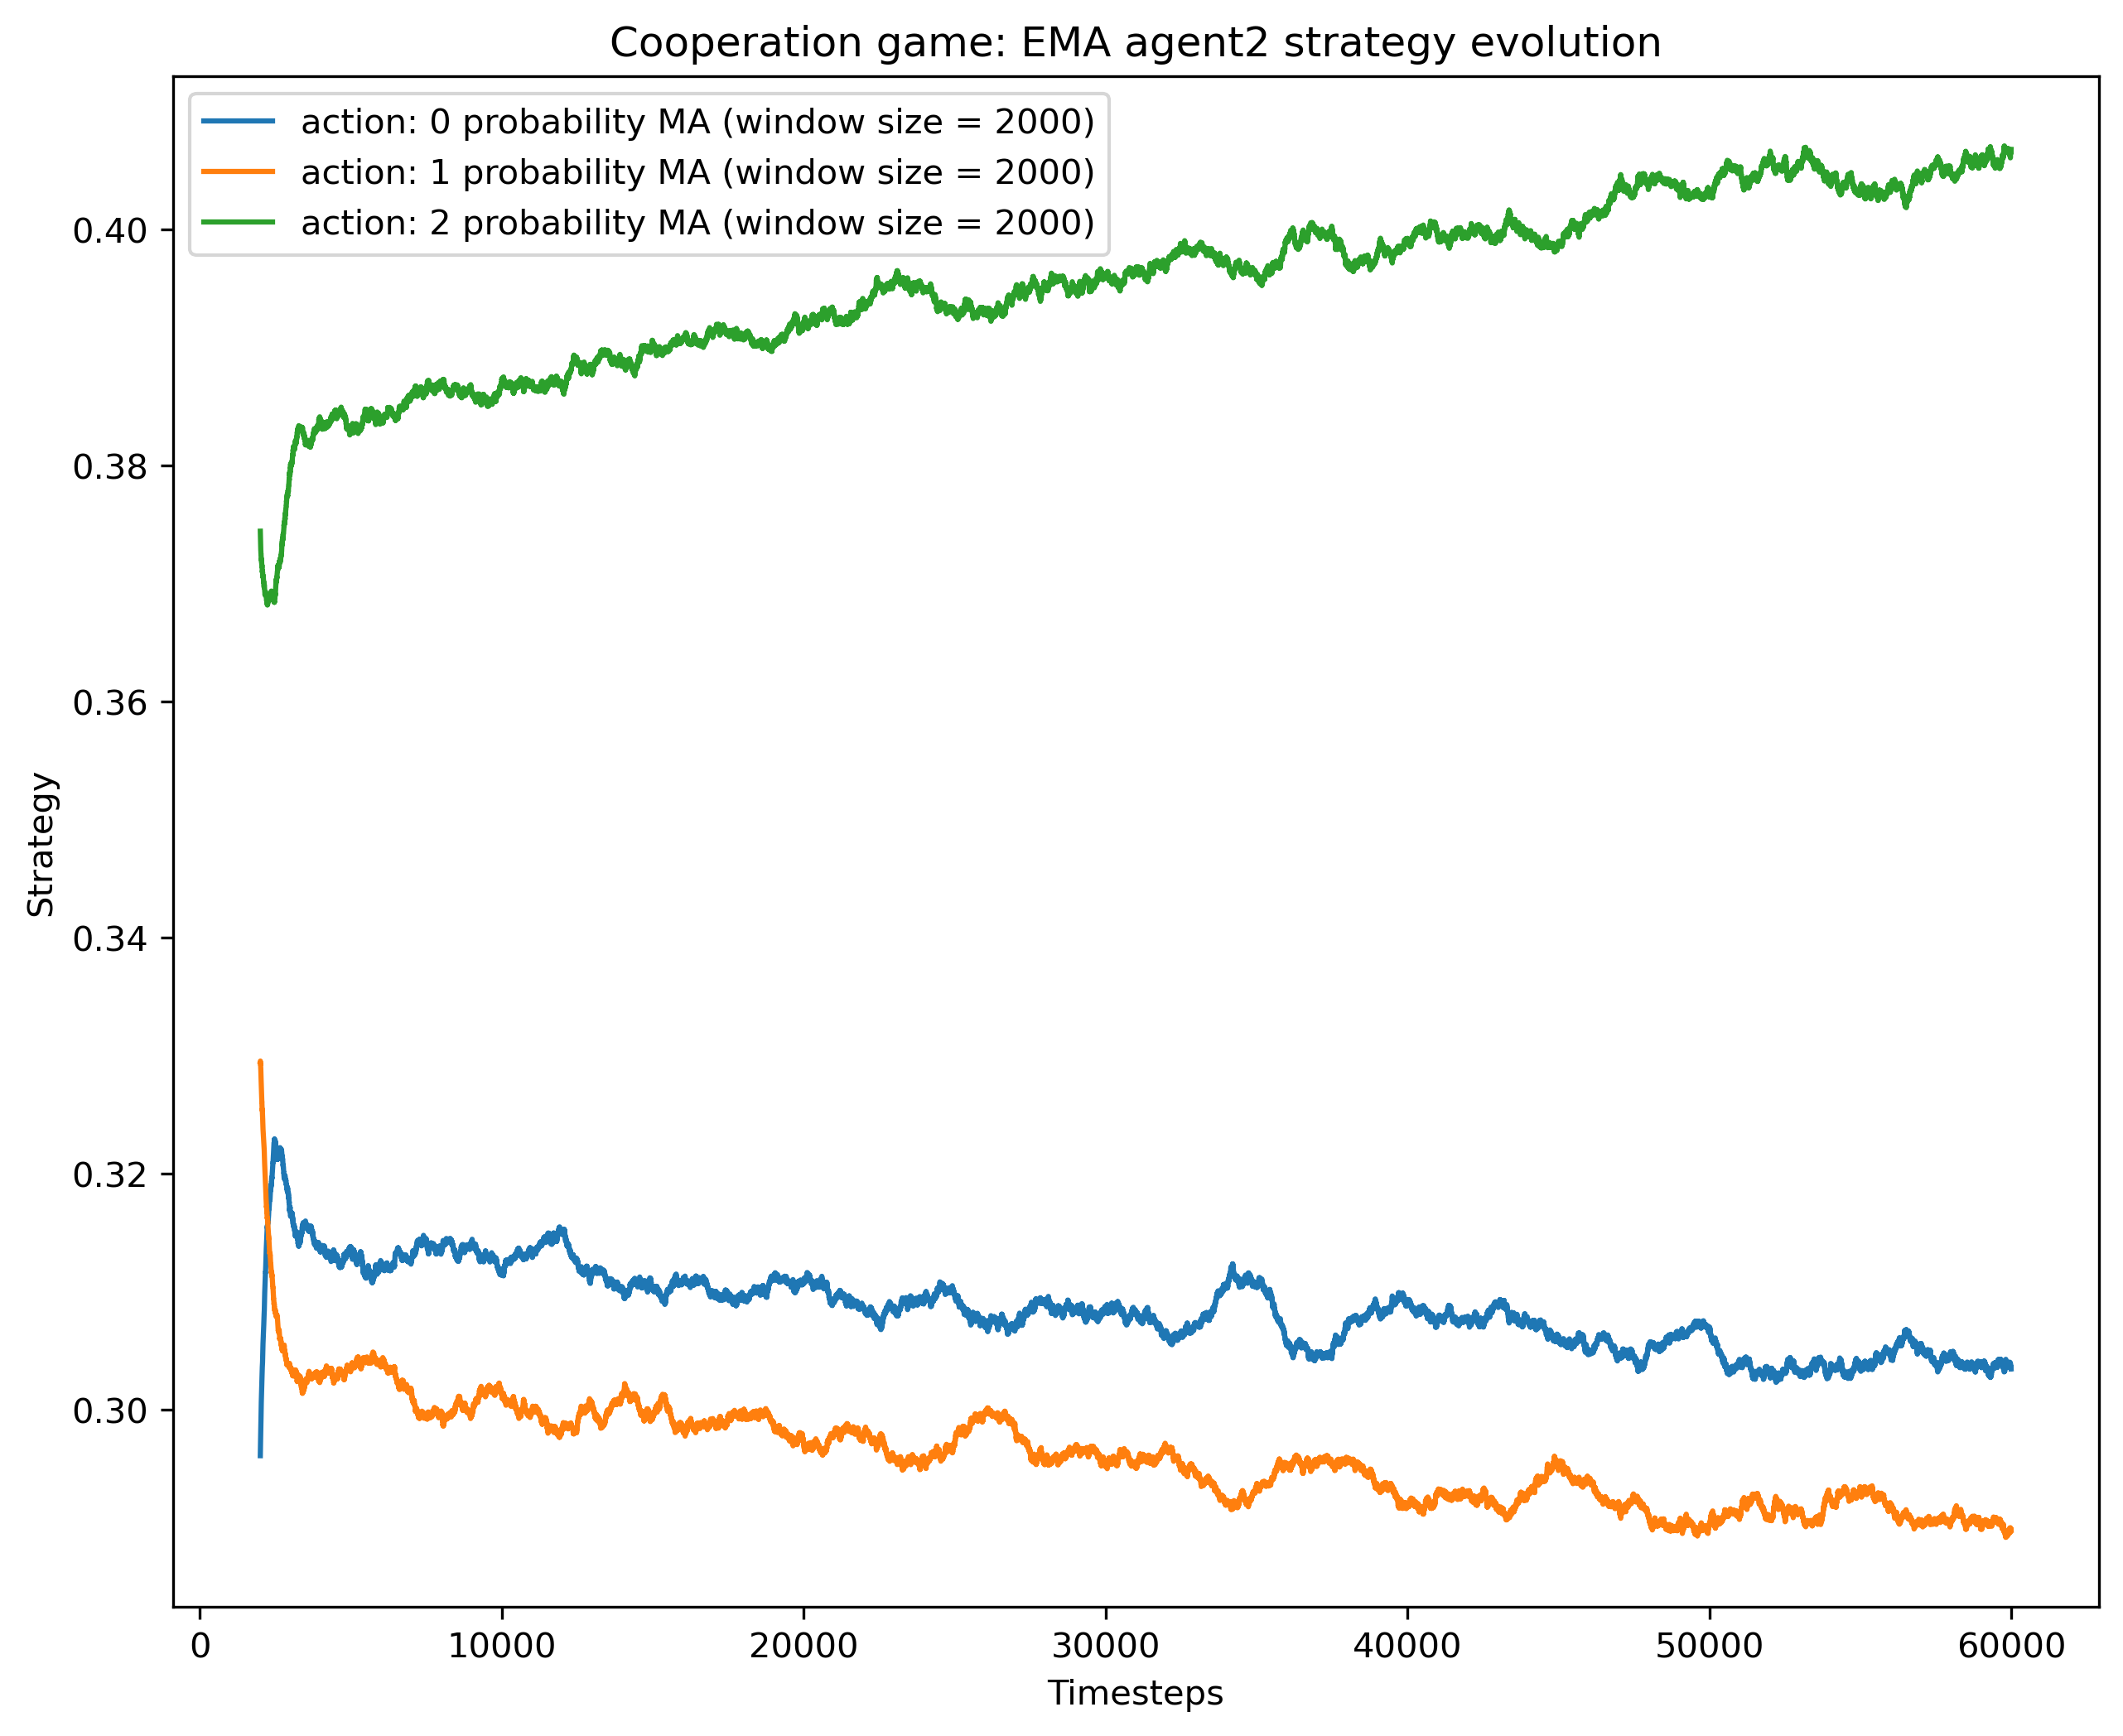 Cooperation game: EMA agent2 strategy evolution
action: 0 probability MA (window size = 2000)
action: 1 probability MA (window size = 2000)
action: 2 probability MA (window size = 2000)
0.40
0.38
0.36
0.34
0.32
0.30
Strategy
0
10000
20000
30000
40000
50000
60000
Timesteps